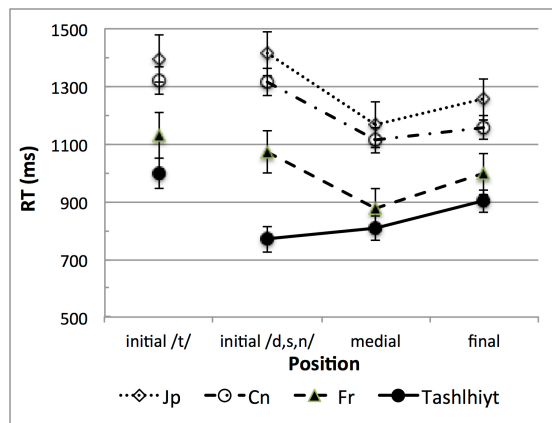 1500
1300
1100
900
700
500
RT (ms)
initial /t/ initial /d,s,n/ medial final
Position
Jp Cn Fr Tashlhiyt